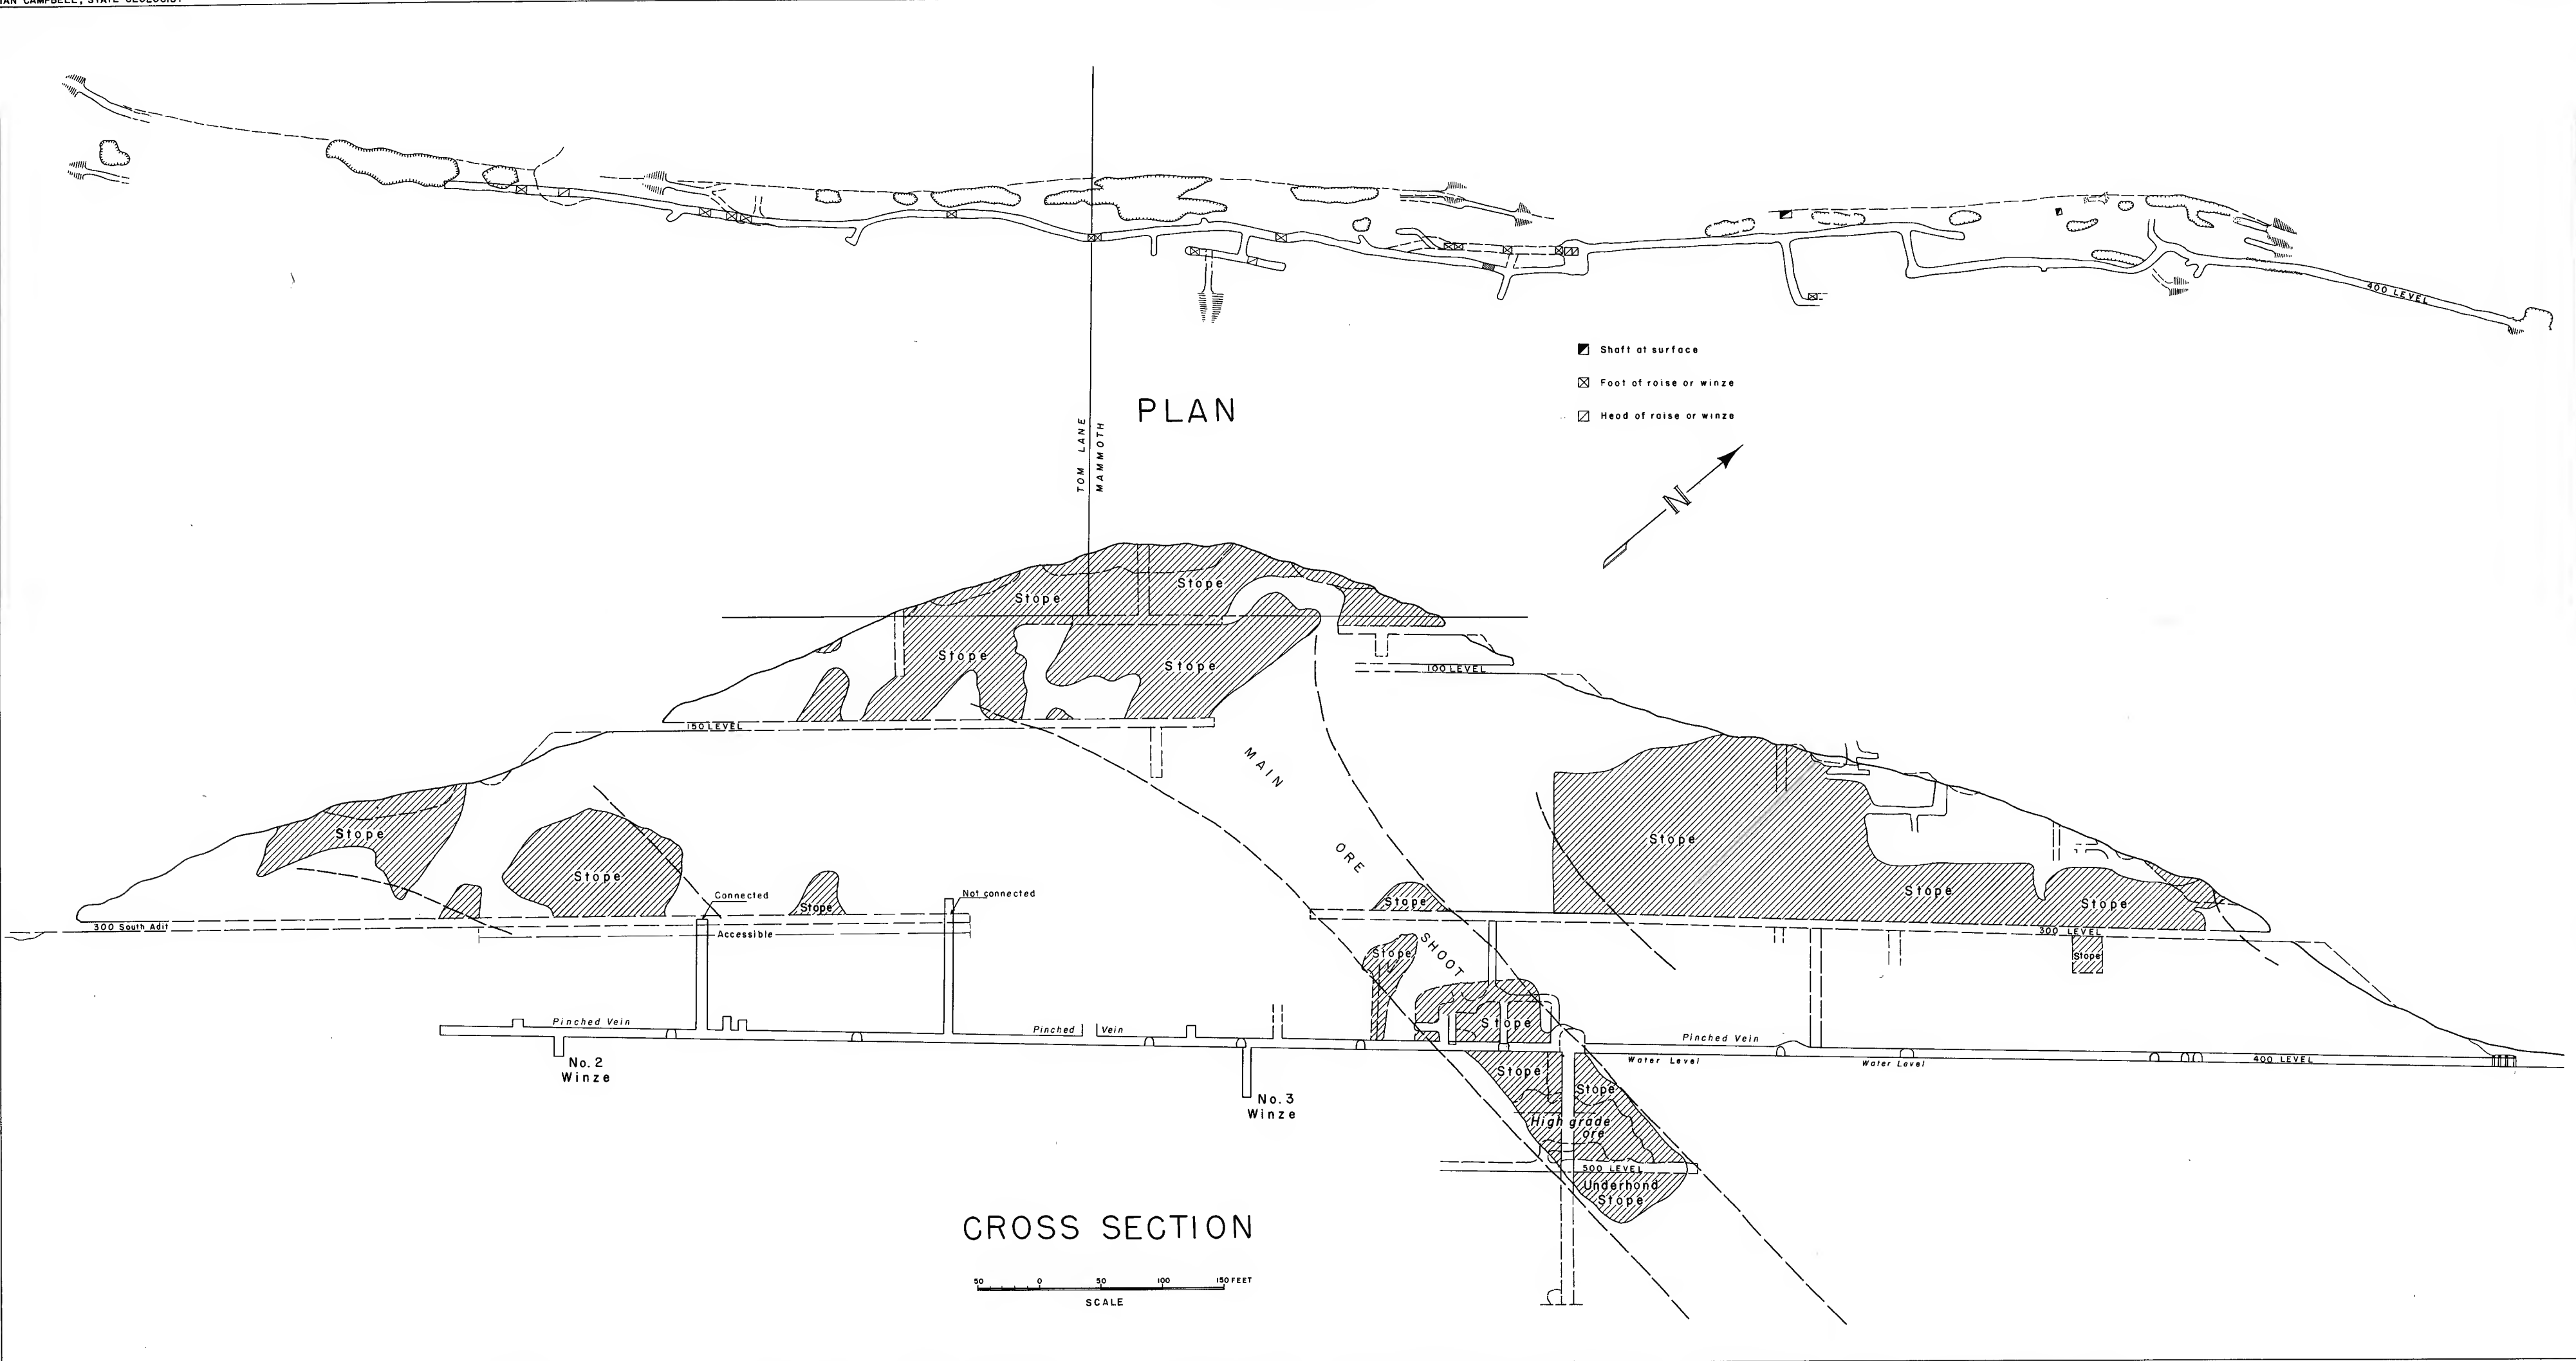 IAN CAMPBELL, STATE GEOLOGIST
400 LEVEL
Shaft at surface
Foot of raise or winze
Head of raise or winze
PLAN
TOM LANE
MAMMOTH
N
Stope
Stope
Stope
Stope
100 LEVEL
150 LEVEL
MAIN
ORE
SHOOT
Stope
Stope
Stope
Stope
Stope
Stope
Connected
Not connected
Stope
Stope
300 South Adit
Accessible
300 LEVEL
Stope
Stope
Pinched Vein
Pinched Vein
Stope
Pinched Vein
Water Level
Water Level
400 LEVEL
No. 2
Winze
Stope
Stope
No. 3
Winze
High grade
ore
500 LEVEL
Underhand
Stope
CROSS SECTION
50 0 50 100 150 FEET
SCALE